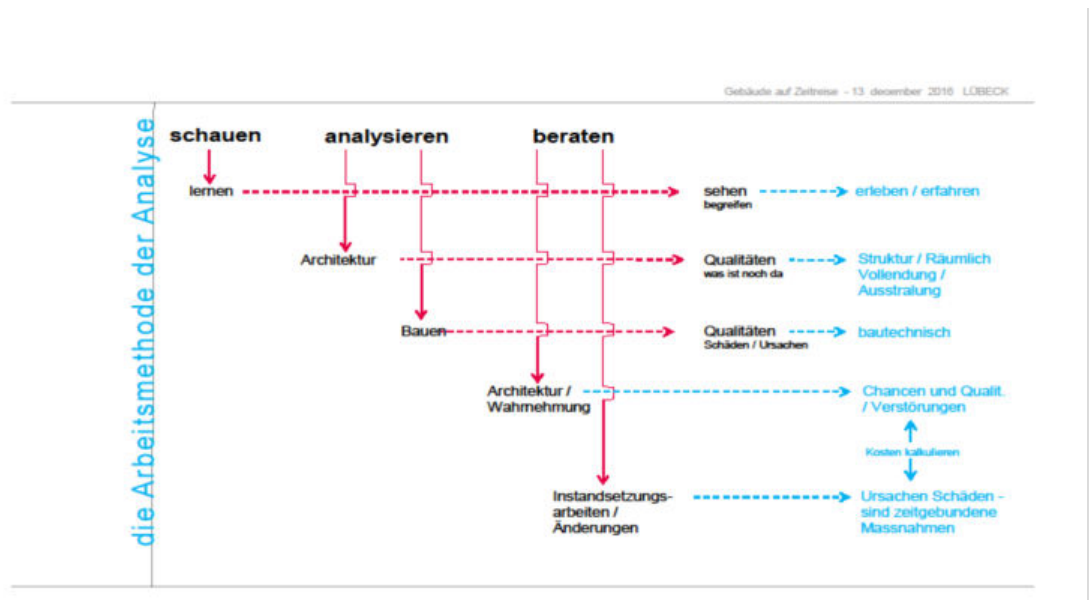 Gebäude auf Zeitreise - 13 december 2016 LÜBECK
die Arbeitsmethode der Analyse
schauen analysieren beraten
lernen sehen erleben / erfahren
begreifen
Architektur Qualitäten Struktur / Räumlich
was ist noch da Vollendung /
Ausstralung
Bauen Qualitäten bautechnisch
Schäden / Ursachen
Architektur / Chancen und Qualit.
Wahrnehmung / Verstörungen
Kosten kalkulieren
Instandsetzungs- Ursachen Schäden -
arbeiten / sind zeitgebundene
Änderungen Massnahmen